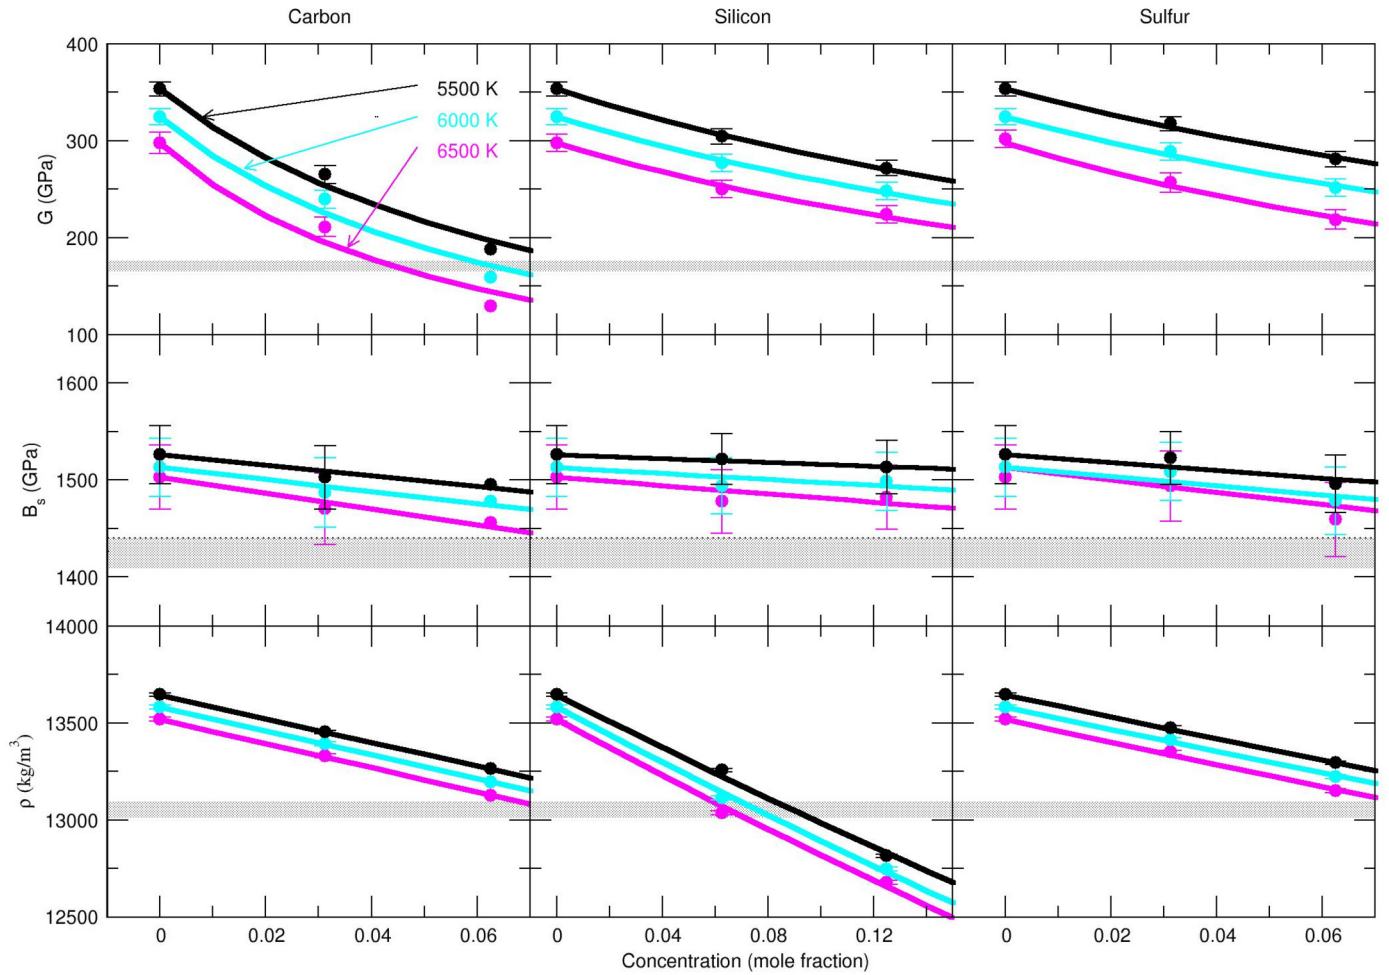 Carbon Silicon Sulfur
400
5500 K
6000 K
6500 K
300
G (GPa)
200
100
1600
1500
B_s (GPa)
1400
14000
13500
ρ (kg/m³)
13000
12500
0 0.02 0.04 0.06 0 0.04 0.08 0.12 0 0.02 0.04 0.06
Concentration (mole fraction)